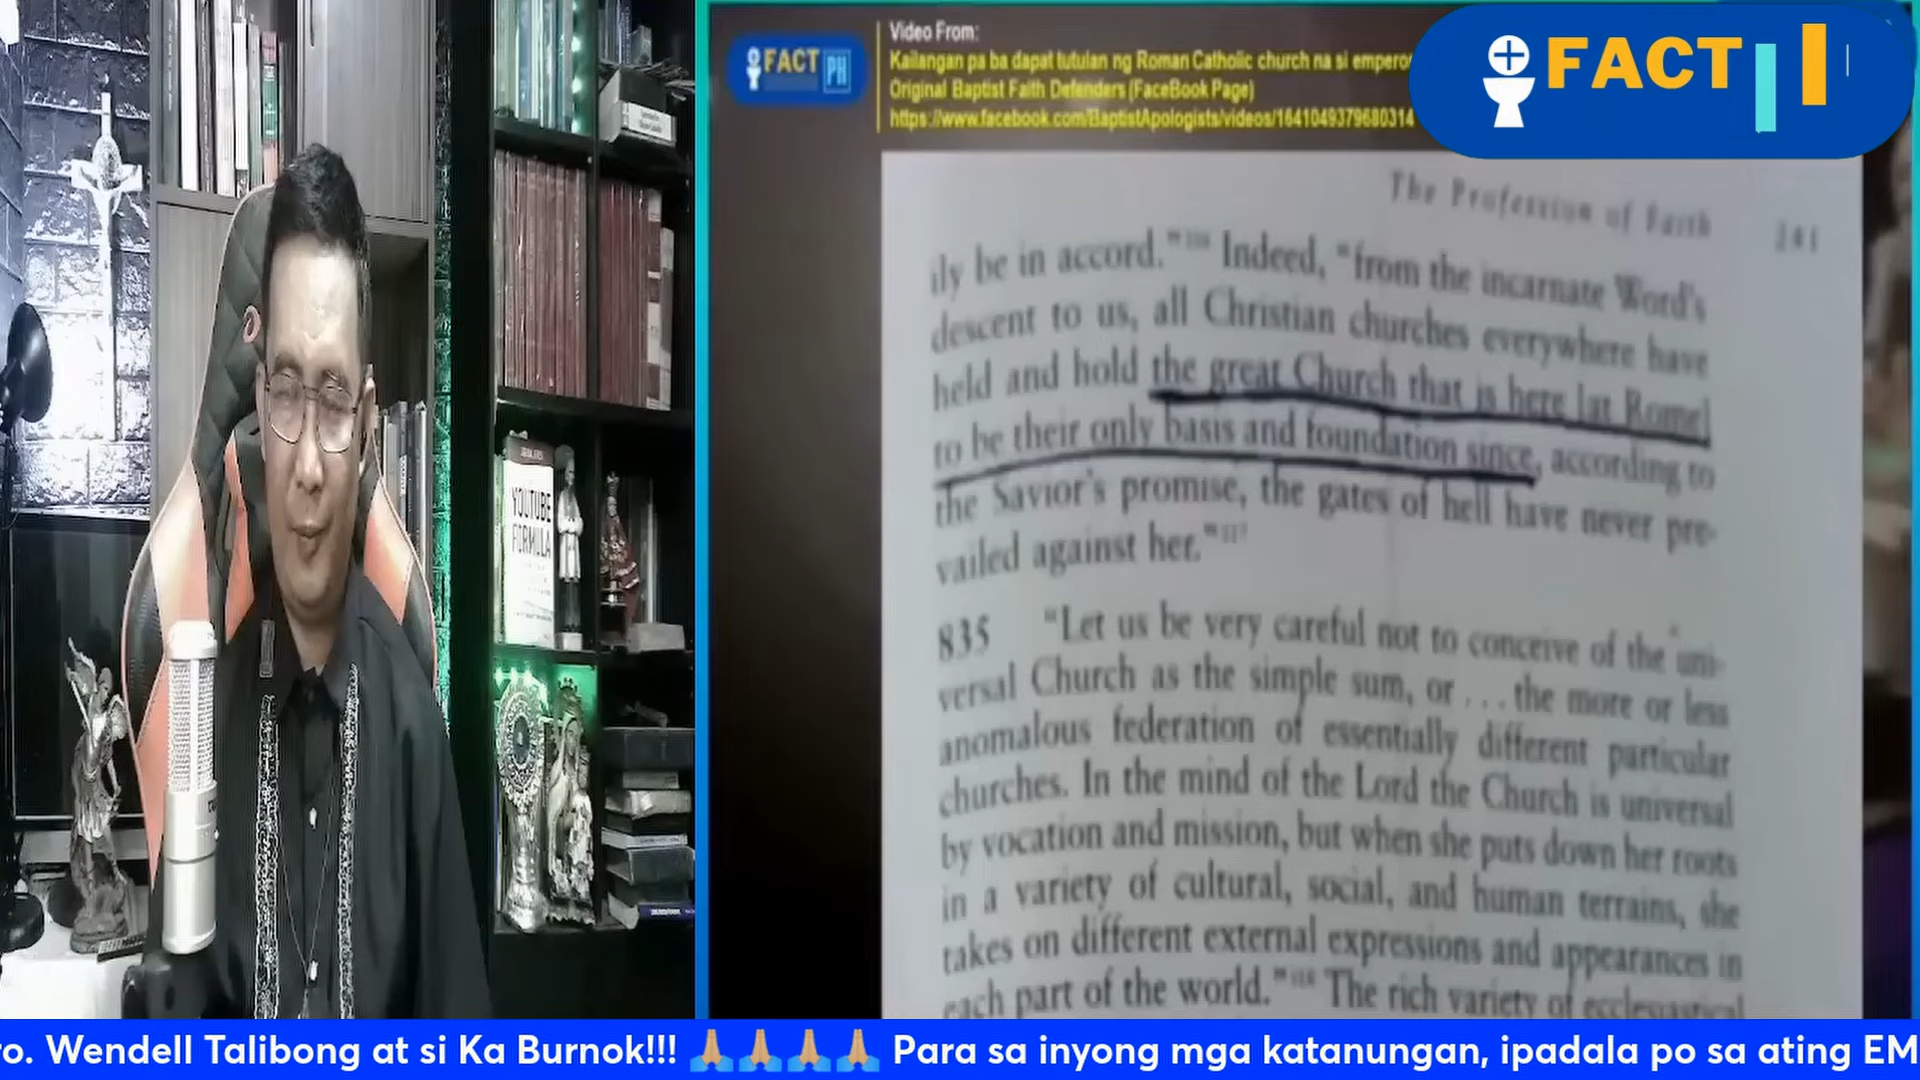 YOUTUBE
FORMULA
FACT PH
Video From:
Kailangan pa ba dapat tutulan ng Roman Catholic church na si emperor
Original Baptist Faith Defenders (FaceBook Page)
https://www.facebook.com/BaptistApologists/videos/1641049379680314
FACT
The Profession of Faith 241
ily be in accord." Indeed, "from the incarnate Word's
descent to us, all Christian churches everywhere have
held and hold the great Church that is here [at Rome]
to be their only basis and foundation since, according to
the Savior's promise, the gates of hell have never pre-
vailed against her."
835 "Let us be very careful not to conceive of the uni-
versal Church as the simple sum, or . . . the more or less
anomalous federation of essentially different particular
churches. In the mind of the Lord the Church is universal
by vocation and mission, but when she puts down her roots
in a variety of cultural, social, and human terrains, she
takes on different external expressions and appearances in
each part of the world." The rich variety of ecclesiastical
ro. Wendell Talibong at si Ka Burnok!!! 🙏🙏🙏🙏 Para sa inyong mga katanungan, ipadala po sa ating EM